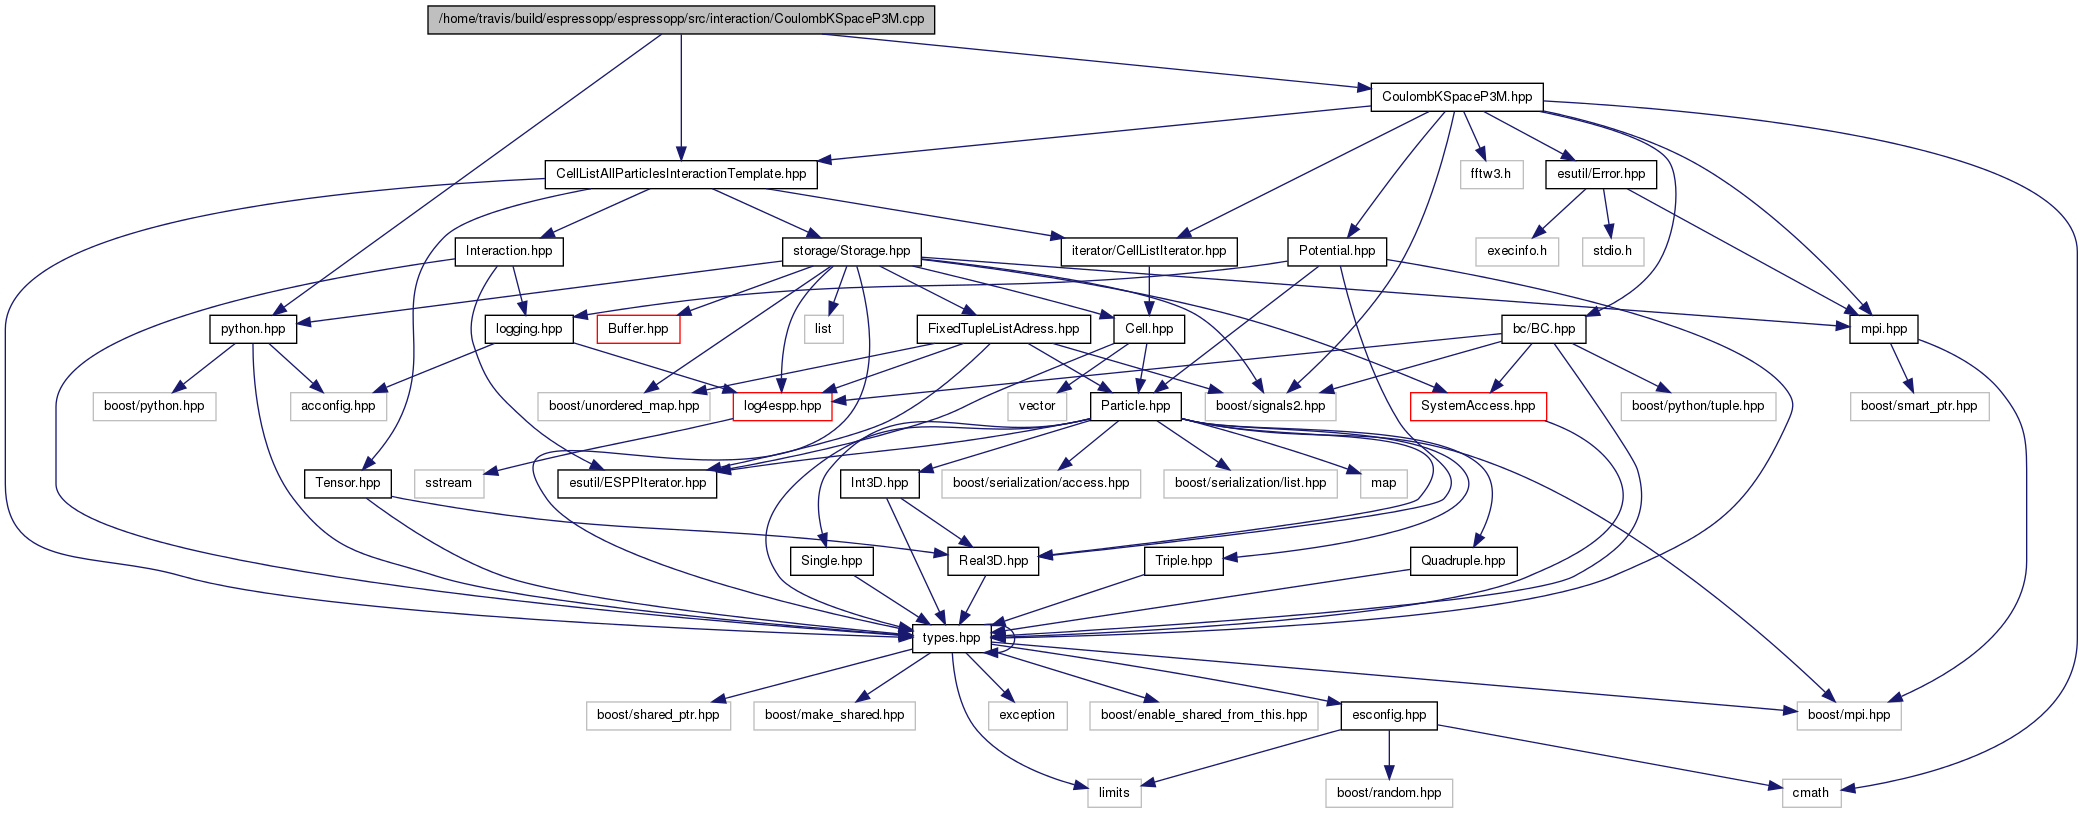 /home/travis/build/espressopp/espressopp/src/interaction/CoulombKSpaceP3M.cpp
CoulombKSpaceP3M.hpp
CellListAllParticlesInteractionTemplate.hpp
fftw3.h
esutil/Error.hpp
Interaction.hpp
storage/Storage.hpp
iterator/CellListIterator.hpp
Potential.hpp
execinfo.h
stdio.h
python.hpp
logging.hpp
Buffer.hpp
list
FixedTupleListAdress.hpp
Cell.hpp
bc/BC.hpp
mpi.hpp
boost/python.hpp
acconfig.hpp
boost/unordered_map.hpp
log4espp.hpp
vector
Particle.hpp
boost/signals2.hpp
SystemAccess.hpp
boost/python/tuple.hpp
boost/smart_ptr.hpp
Tensor.hpp
sstream
esutil/ESPPIterator.hpp
Int3D.hpp
boost/serialization/access.hpp
boost/serialization/list.hpp
map
Single.hpp
Real3D.hpp
Triple.hpp
Quadruple.hpp
types.hpp
boost/shared_ptr.hpp
boost/make_shared.hpp
exception
boost/enable_shared_from_this.hpp
esconfig.hpp
boost/mpi.hpp
limits
boost/random.hpp
cmath